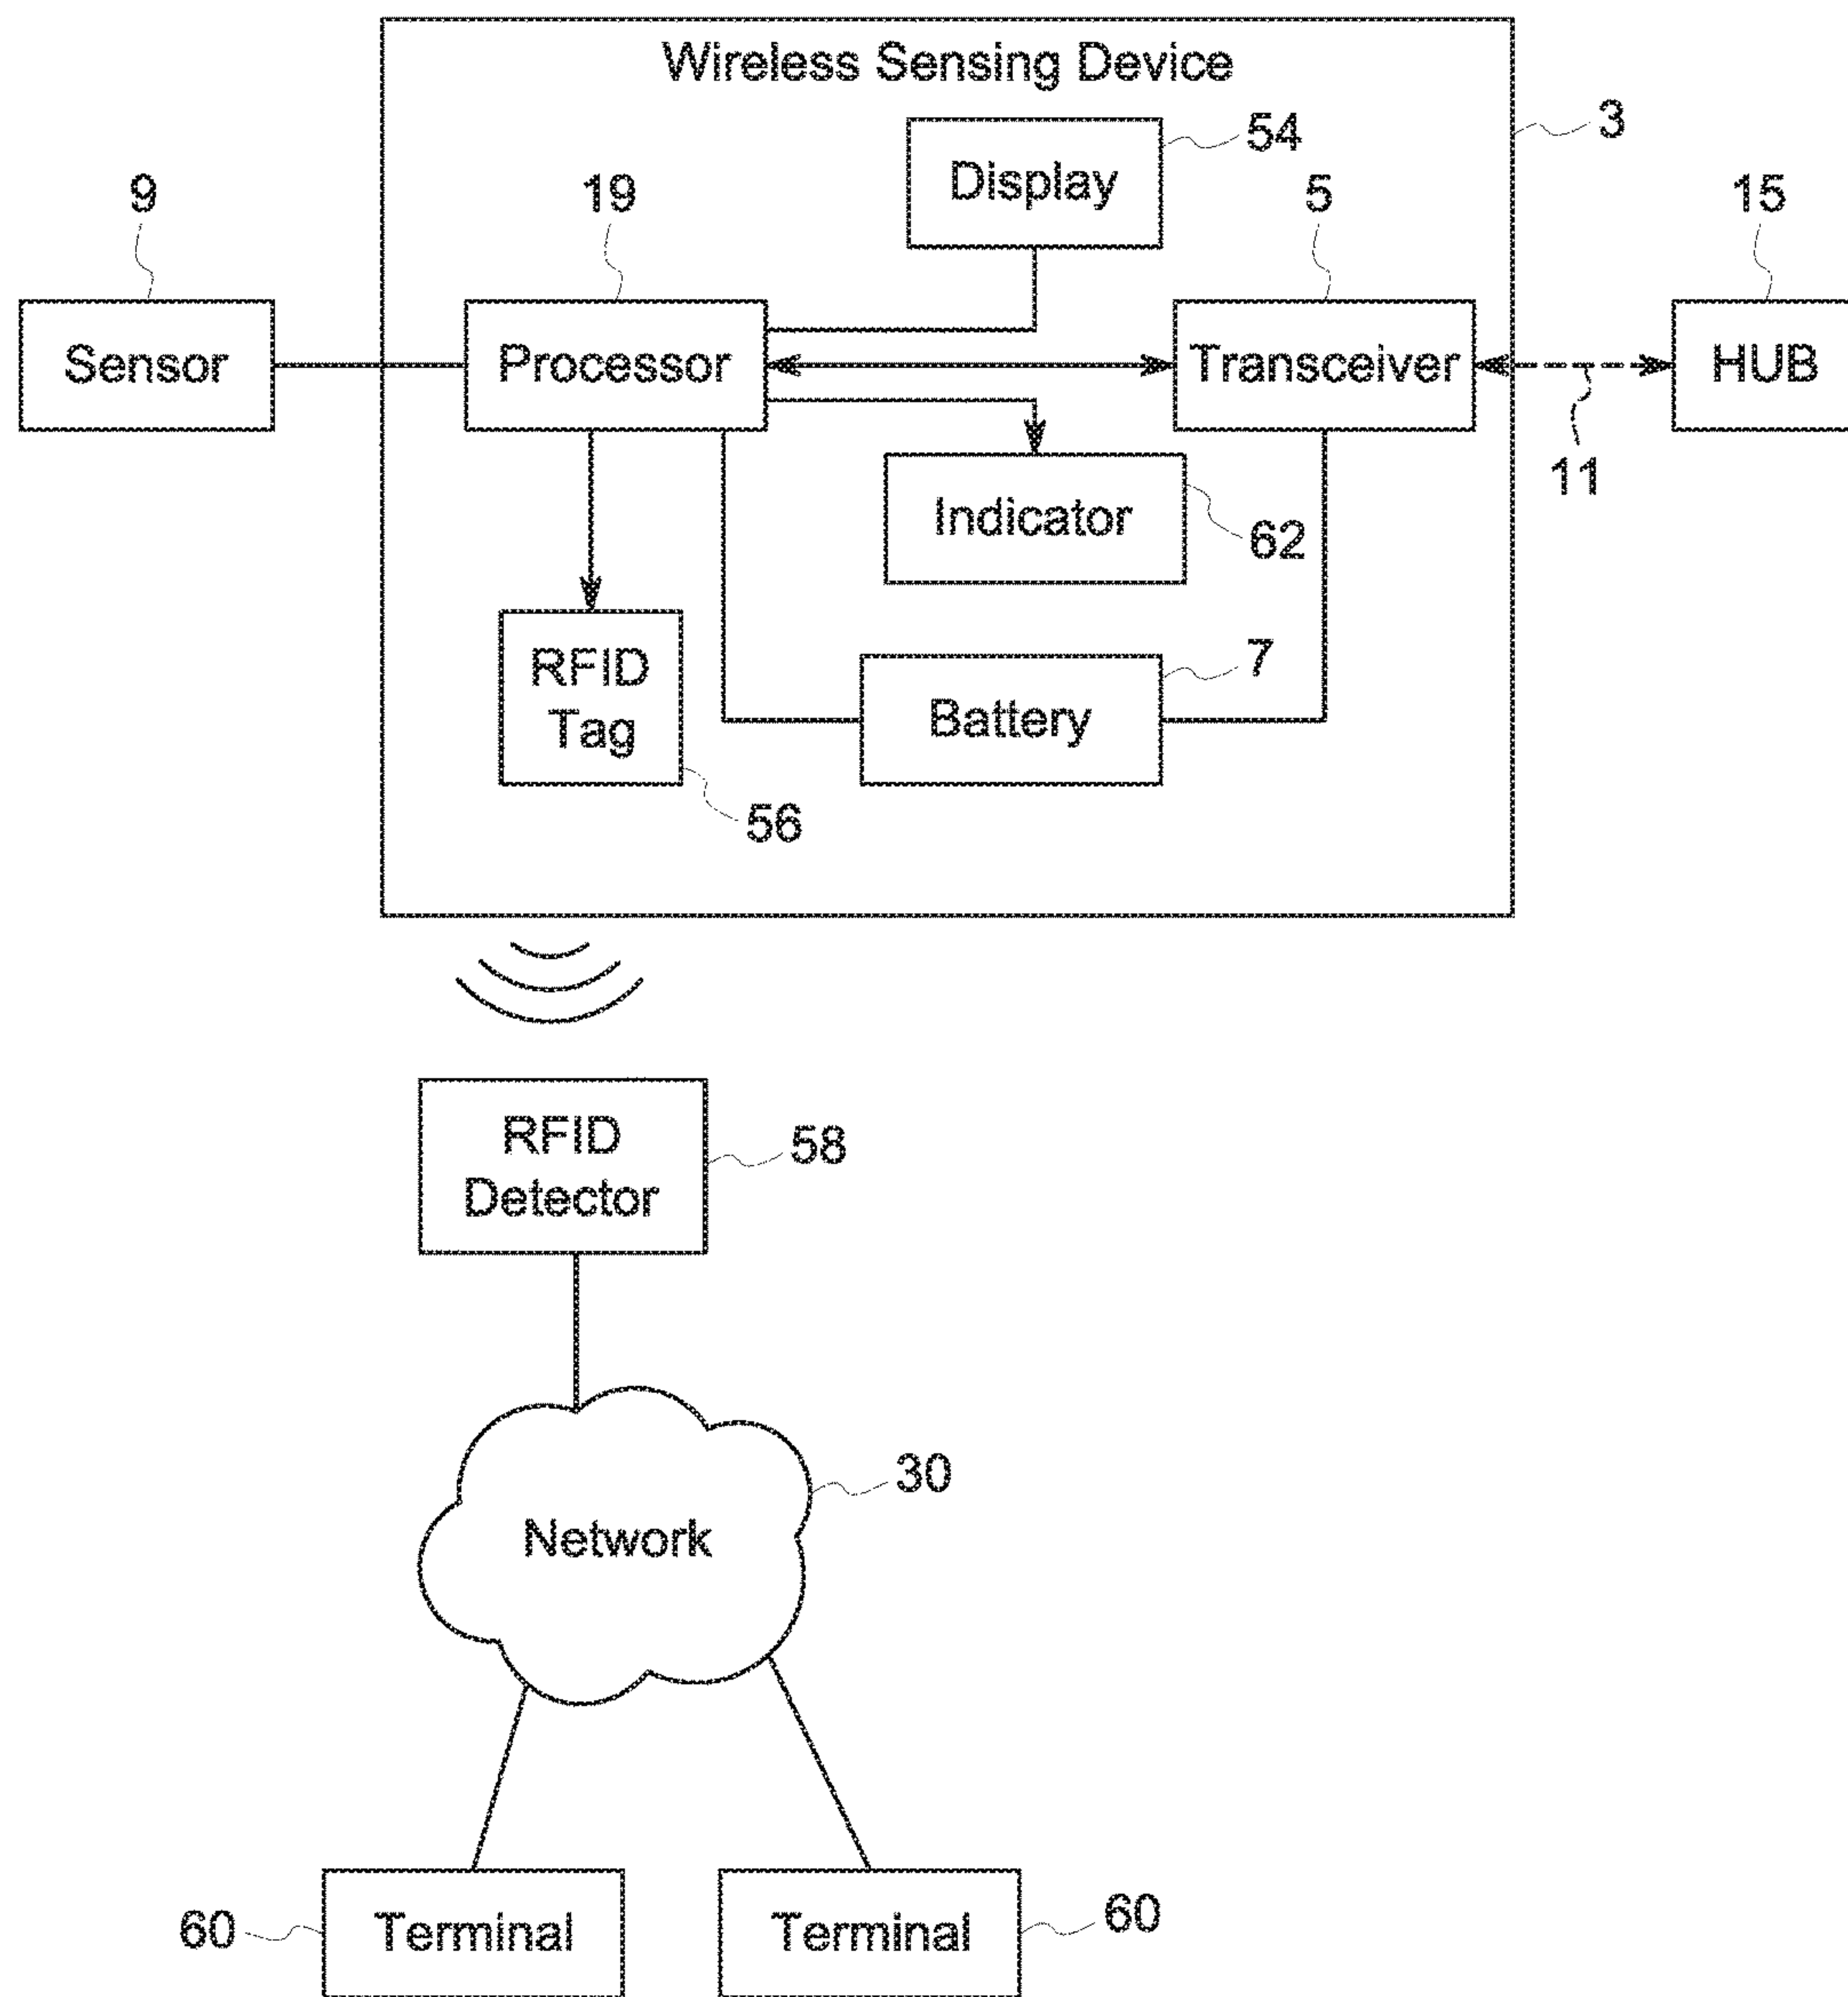 Wireless Sensing Device
3
54
Display
9
19
5
15
Sensor
Processor
Transceiver
HUB
11
Indicator
62
RFID
Tag
56
7
Battery
RFID
Detector
58
30
Network
60
Terminal
Terminal
60